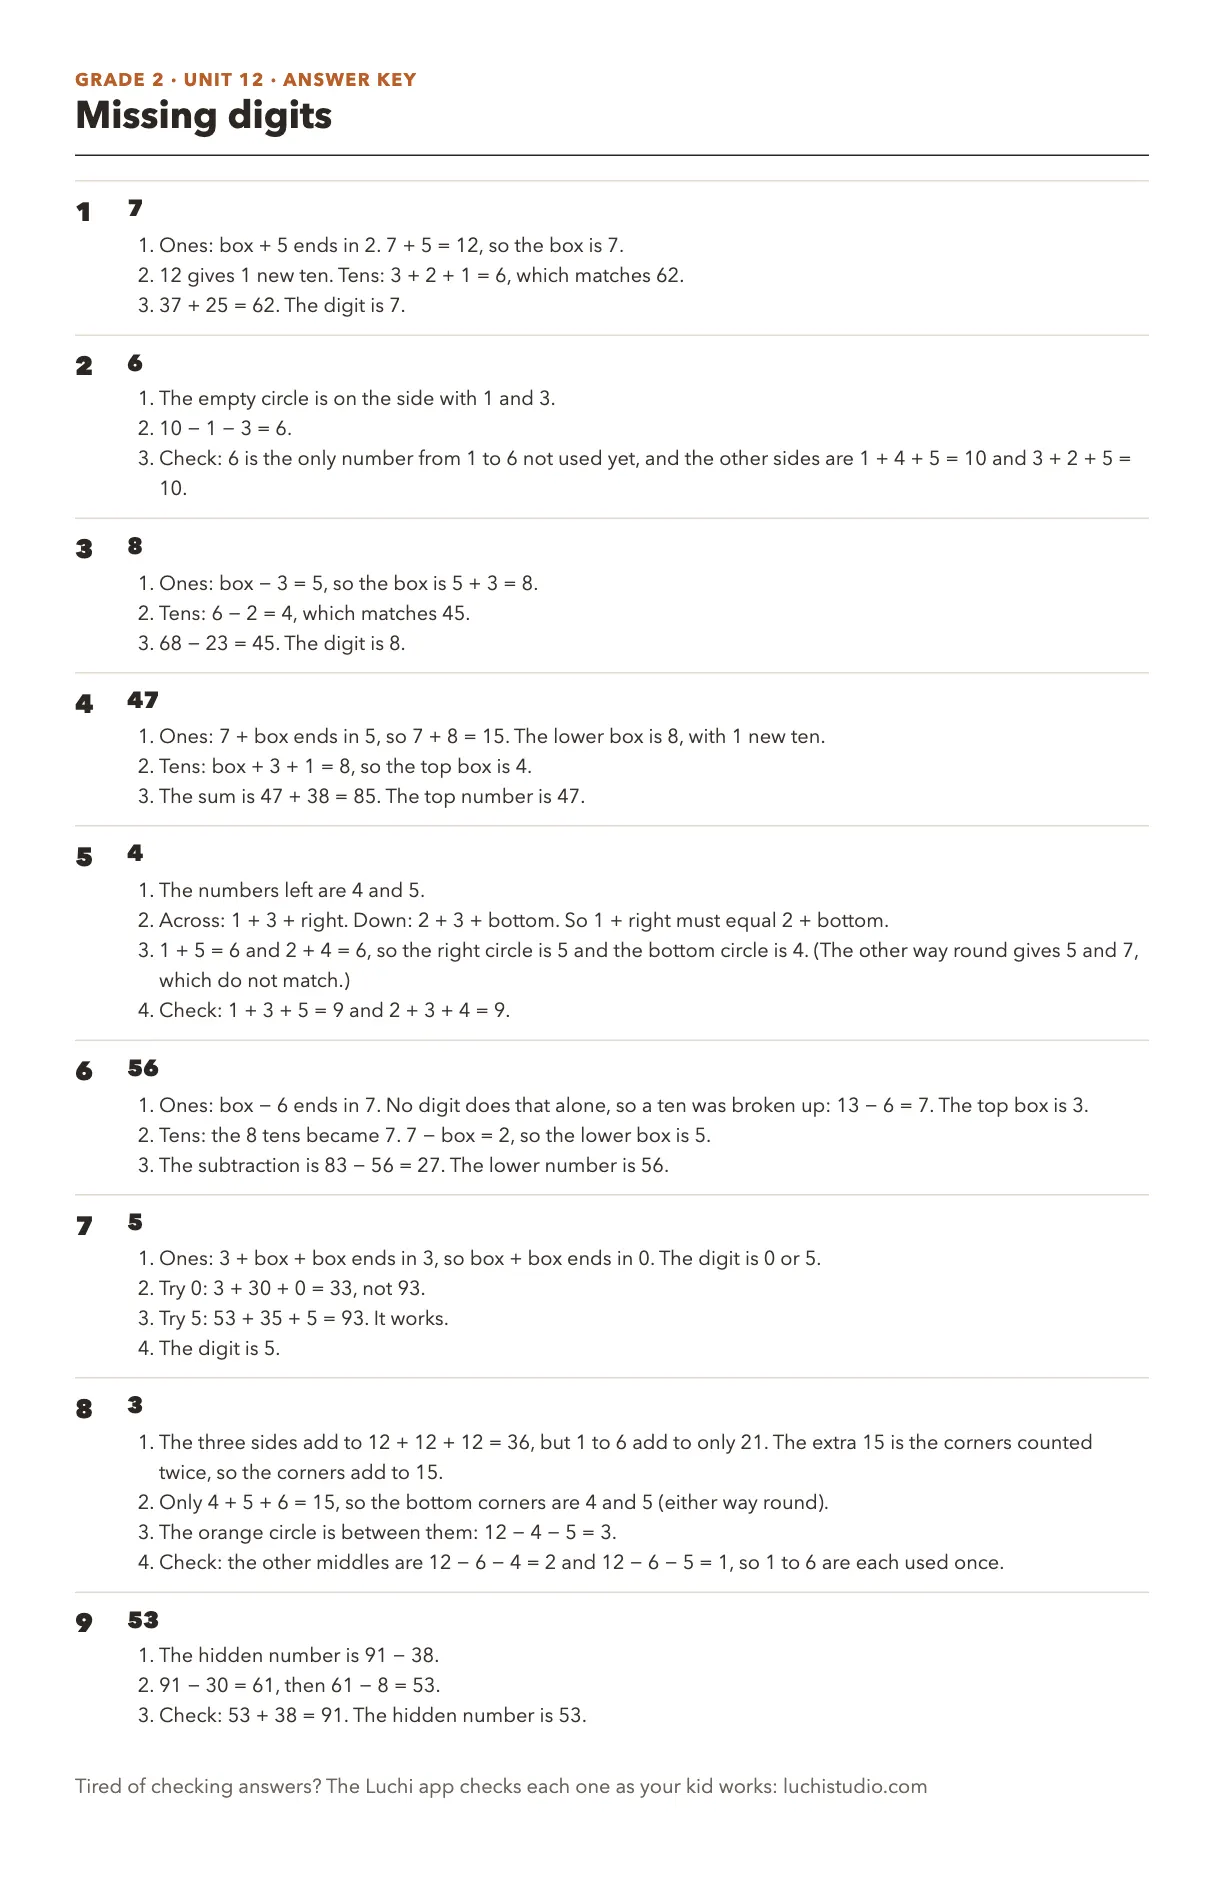 GRADE 2 · UNIT 12 · ANSWER KEY
Missing digits
1 7
1. Ones: box + 5 ends in 2. 7 + 5 = 12, so the box is 7.
2. 12 gives 1 new ten. Tens: 3 + 2 + 1 = 6, which matches 62.
3. 37 + 25 = 62. The digit is 7.
2 6
1. The empty circle is on the side with 1 and 3.
2. 10 − 1 − 3 = 6.
3. Check: 6 is the only number from 1 to 6 not used yet, and the other sides are 1 + 4 + 5 = 10 and 3 + 2 + 5 =
10.
3 8
1. Ones: box − 3 = 5, so the box is 5 + 3 = 8.
2. Tens: 6 − 2 = 4, which matches 45.
3. 68 − 23 = 45. The digit is 8.
4 47
1. Ones: 7 + box ends in 5, so 7 + 8 = 15. The lower box is 8, with 1 new ten.
2. Tens: box + 3 + 1 = 8, so the top box is 4.
3. The sum is 47 + 38 = 85. The top number is 47.
5 4
1. The numbers left are 4 and 5.
2. Across: 1 + 3 + right. Down: 2 + 3 + bottom. So 1 + right must equal 2 + bottom.
3. 1 + 5 = 6 and 2 + 4 = 6, so the right circle is 5 and the bottom circle is 4. (The other way round gives 5 and 7,
which do not match.)
4. Check: 1 + 3 + 5 = 9 and 2 + 3 + 4 = 9.
6 56
1. Ones: box − 6 ends in 7. No digit does that alone, so a ten was broken up: 13 − 6 = 7. The top box is 3.
2. Tens: the 8 tens became 7. 7 − box = 2, so the lower box is 5.
3. The subtraction is 83 − 56 = 27. The lower number is 56.
7 5
1. Ones: 3 + box + box ends in 3, so box + box ends in 0. The digit is 0 or 5.
2. Try 0: 3 + 30 + 0 = 33, not 93.
3. Try 5: 53 + 35 + 5 = 93. It works.
4. The digit is 5.
8 3
1. The three sides add to 12 + 12 + 12 = 36, but 1 to 6 add to only 21. The extra 15 is the corners counted
twice, so the corners add to 15.
2. Only 4 + 5 + 6 = 15, so the bottom corners are 4 and 5 (either way round).
3. The orange circle is between them: 12 − 4 − 5 = 3.
4. Check: the other middles are 12 − 6 − 4 = 2 and 12 − 6 − 5 = 1, so 1 to 6 are each used once.
9 53
1. The hidden number is 91 − 38.
2. 91 − 30 = 61, then 61 − 8 = 53.
3. Check: 53 + 38 = 91. The hidden number is 53.
Tired of checking answers? The Luchi app checks each one as your kid works: luchistudio.com